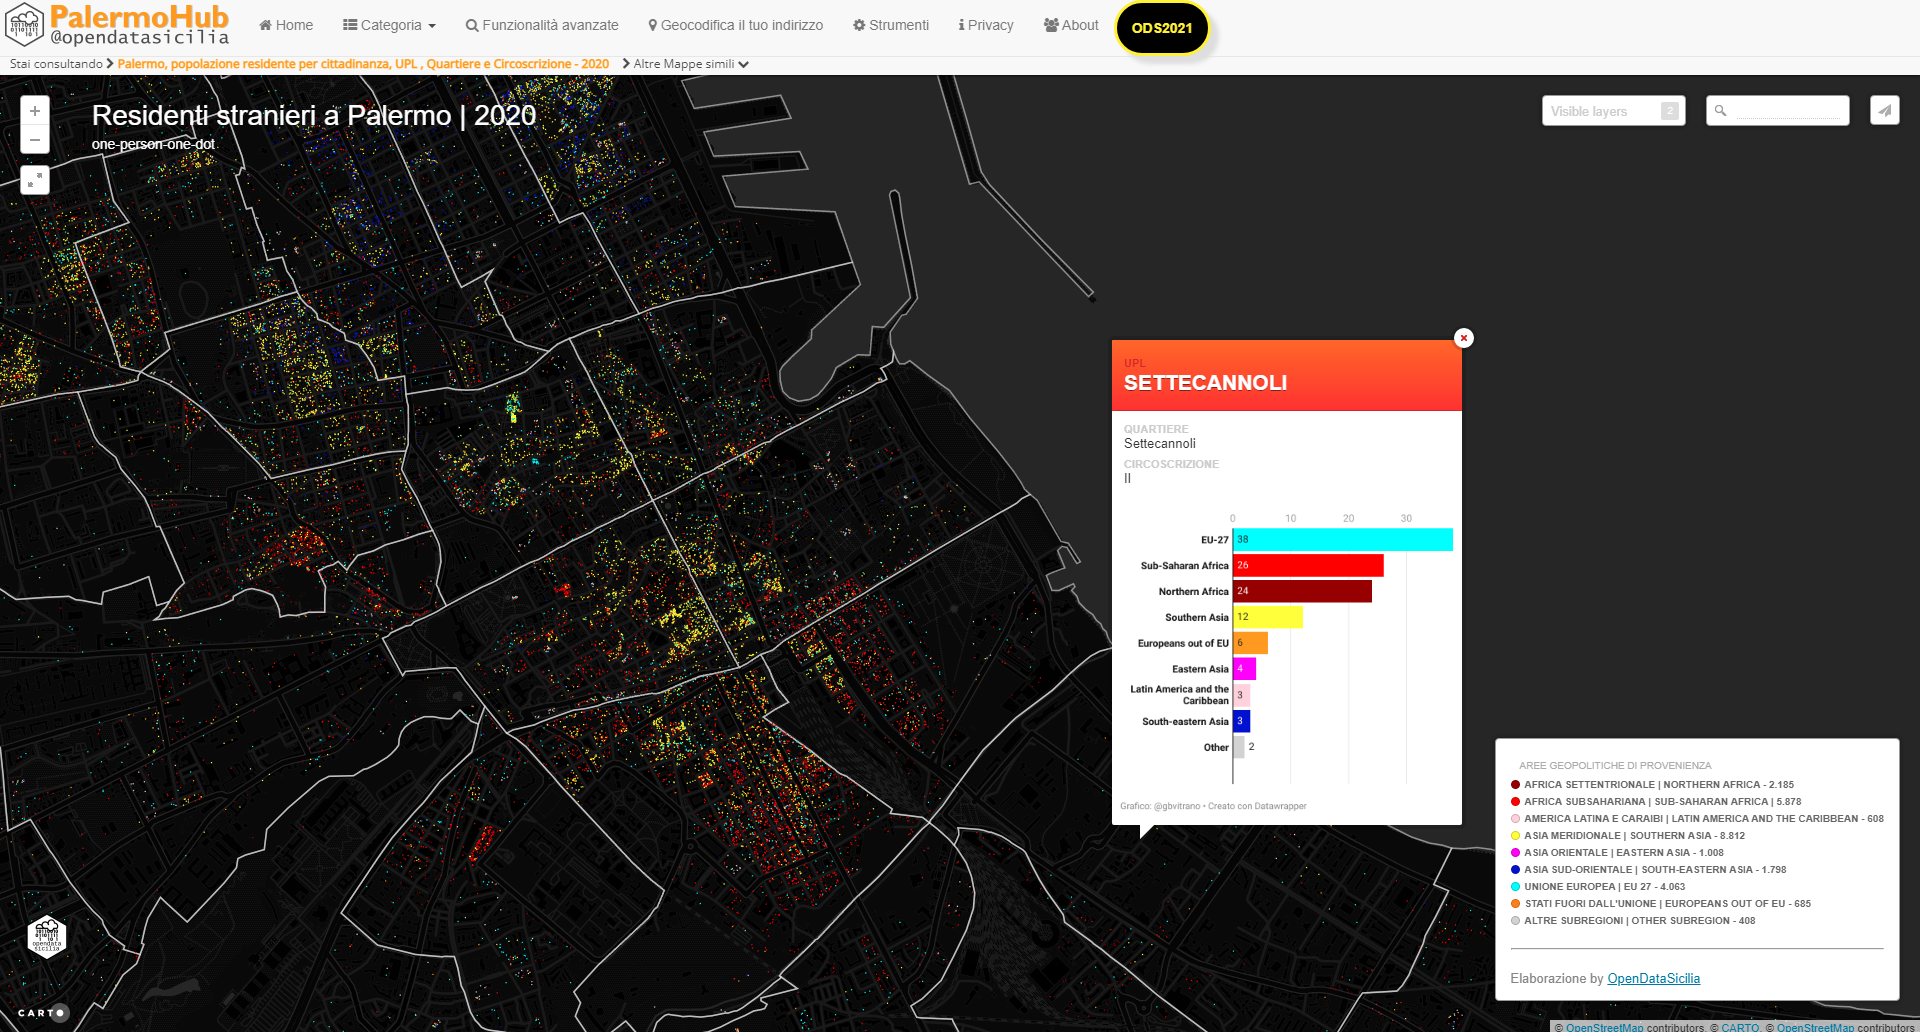 PalermoHub
@opendatasicilia
Home
Categoria
Funzionalità avanzate
Geocodifica il tuo indirizzo
Strumenti
Privacy
About
ODS2021
Stai consultando
Palermo, popolazione residente per cittadinanza, UPL , Quartiere e Circoscrizione - 2020
Altre Mappe simili
Residenti stranieri a Palermo | 2020
one-person-one-dot
Visible layers 2
UPL
SETTECANNOLI
QUARTIERE
Settecannoli
CIRCOSCRIZIONE
II
0 10 20 30
EU-27 38
Sub-Saharan Africa 26
Northern Africa 24
Southern Asia 12
Europeans out of EU 6
Eastern Asia 4
Latin America and the
Caribbean 3
South-eastern Asia 3
Other 2
Grafico: @gbvitrano • Creato con Datawrapper
AREE GEOPOLITICHE DI PROVENIENZA
AFRICA SETTENTRIONALE | NORTHERN AFRICA - 2.185
AFRICA SUBSAHARIANA | SUB-SAHARAN AFRICA | 5.878
AMERICA LATINA E CARAIBI | LATIN AMERICA AND THE CARIBBEAN - 608
ASIA MERIDIONALE | SOUTHERN ASIA - 8.812
ASIA ORIENTALE | EASTERN ASIA - 1.008
ASIA SUD-ORIENTALE | SOUTH-EASTERN ASIA - 1.798
UNIONE EUROPEA | EU 27 - 4.063
STATI FUORI DALL'UNIONE | EUROPEANS OUT OF EU - 685
ALTRE SUBREGIONI | OTHER SUBREGION - 408
Elaborazione by OpenDataSicilia
opendata
sicilia
CARTO
© OpenStreetMap contributors, © CARTO, © OpenStreetMap contributors